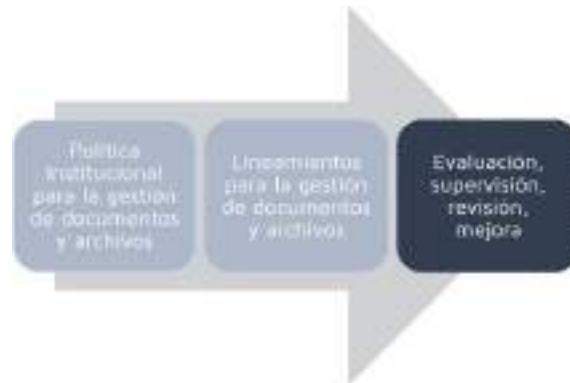 Política
Institucional
para la gestión
de documentos
y archivos
Lineamientos
para la gestión
de documentos
y archivos
Evaluación,
supervisión,
revisión,
mejora